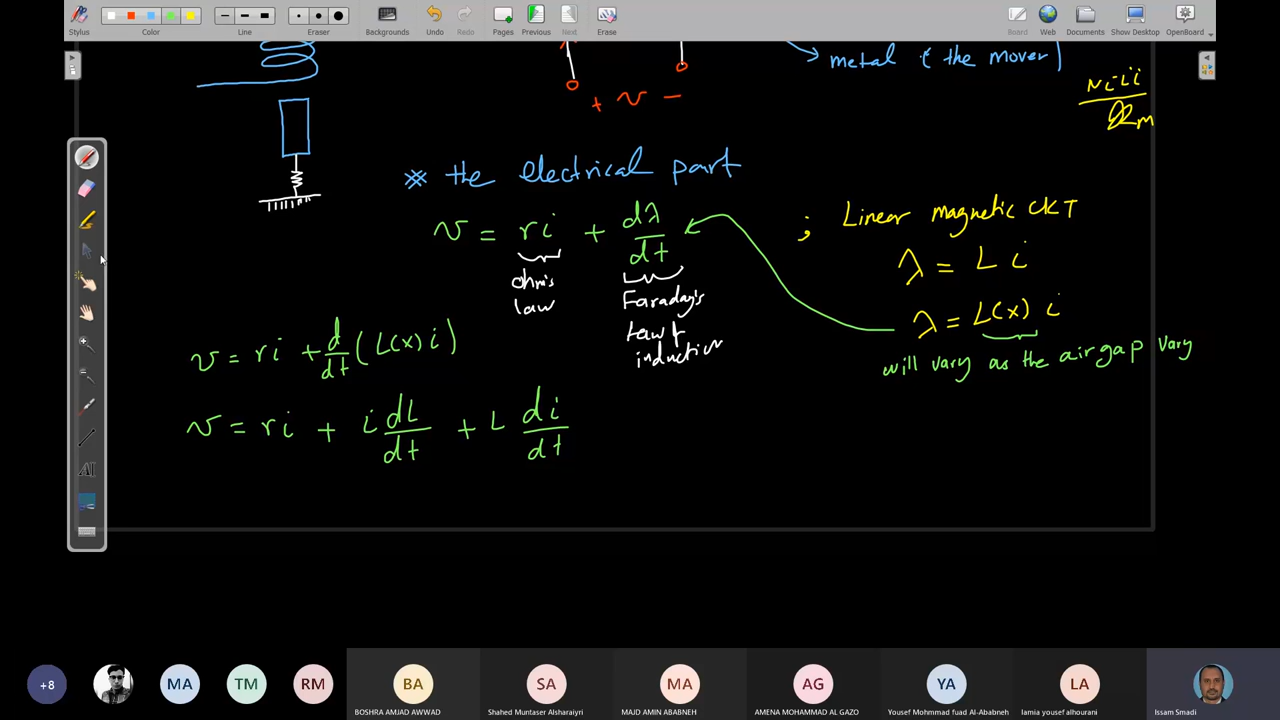 Stylus
Color
Line
Eraser
Backgrounds
Undo
Redo
Pages
Previous
Next
Erase
Board
Web
Documents
Show Desktop
OpenBoard
metal ( the mover )
+ v −
* the electrical part
v = ri + dλ/dt
ohm's law
Faraday's law of induction
; Linear magnetic CKT
λ = L i
λ = L(x) i
will vary as the air gap vary
v = ri + d/dt ( L(x) i )
v = ri + i dL/dt + L di/dt
+8
MA
TM
RM
BA
BOSHRA AMJAD AWWAD
SA
Shahed Muntaser Alsharaiyri
MA
MAJD AMIN ABABNEH
AG
AMENA MOHAMMAD AL GAZO
YA
Yousef Mohmmad fuad Al-Ababneh
LA
lamia yousef alhourani
Issam Smadi